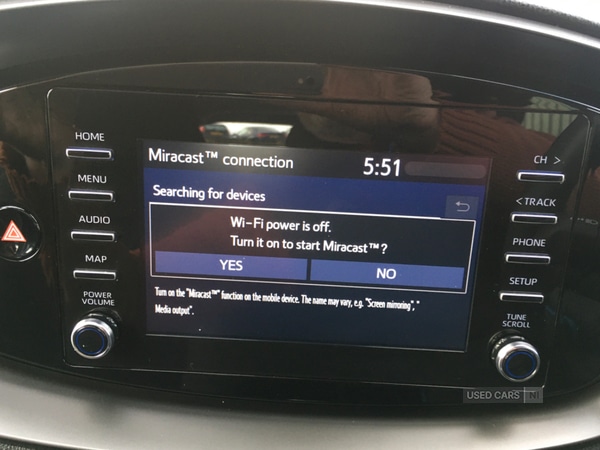 HOME
MENU
AUDIO
MAP
POWER
VOLUME
Miracast™ connection 5:51
Searching for devices
Wi-Fi power is off.
Turn it on to start Miracast™?
YES NO
Turn on the "Miracast™" function on the mobile device. The name may vary, e.g. "Screen mirroring", "
Media output".
CH >
< TRACK
PHONE
SETUP
TUNE
SCROLL
USED CARS NI